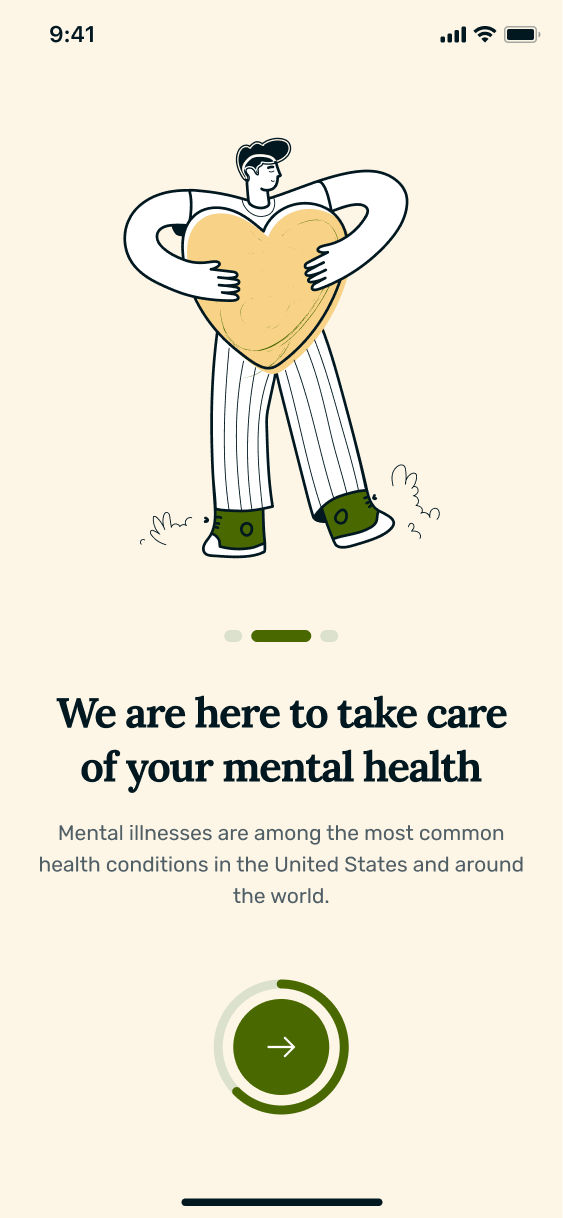 9:41
We are here to take care
of your mental health
Mental illnesses are among the most common
health conditions in the United States and around
the world.